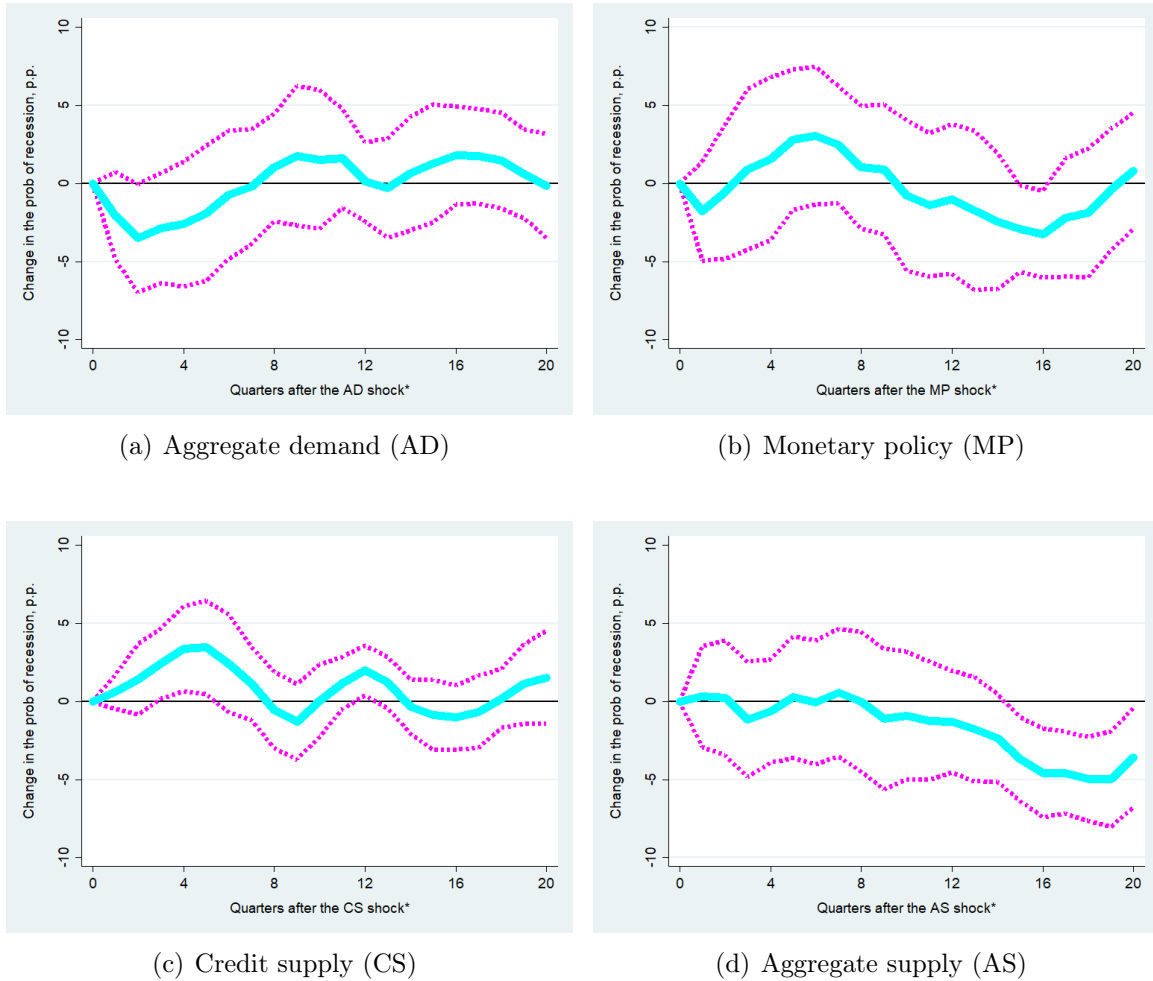 10
5
0
-5
-10
Change in the prob of recession, p.p.
0 4 8 12 16 20
Quarters after the AD shock*
(a) Aggregate demand (AD)
10
5
0
-5
-10
Change in the prob of recession, p.p.
0 4 8 12 16 20
Quarters after the MP shock*
(b) Monetary policy (MP)
10
5
0
-5
-10
Change in the prob of recession, p.p.
0 4 8 12 16 20
Quarters after the CS shock*
(c) Credit supply (CS)
10
5
0
-5
-10
Change in the prob of recession, p.p.
0 4 8 12 16 20
Quarters after the AS shock*
(d) Aggregate supply (AS)